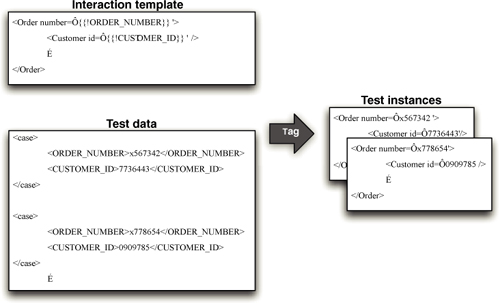 Interaction template
<Order number=Ô{{!ORDER_NUMBER}} '>
<Customer id=Ô{{!CUSTOMER_ID}} ' />
É
</Order>
Test data
<case>
<ORDER_NUMBER>x567342</ORDER_NUMBER>
<CUSTOMER_ID>7736443</CUSTOMER_ID>
</case>
<case>
<ORDER_NUMBER>x778654</ORDER_NUMBER>
<CUSTOMER_ID>0909785</CUSTOMER_ID>
</case>
É
Tag
Test instances
<Order number=Ôx567342 '>
<Customer id=Ô7736443'/>
</O
<Order number=Ôx778654'>
<Customer id=Ô0909785 />
É
</Order>